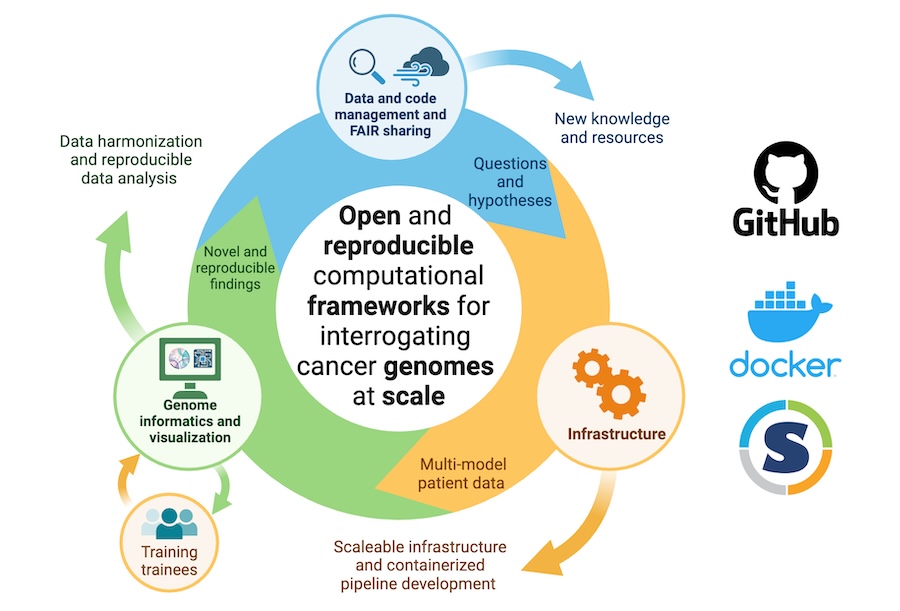 Data and code
management and
FAIR sharing
New knowledge
and resources
Data harmonization
and reproducible
data analysis
Questions
and
hypotheses
Open and
reproducible
computational
frameworks for
interrogating
cancer genomes
at scale
Novel and
reproducible
findings
GitHub
docker
S
Genome
informatics and
visualization
Infrastructure
Multi-model
patient data
Training
trainees
Scaleable infrastructure
and containerized
pipeline development